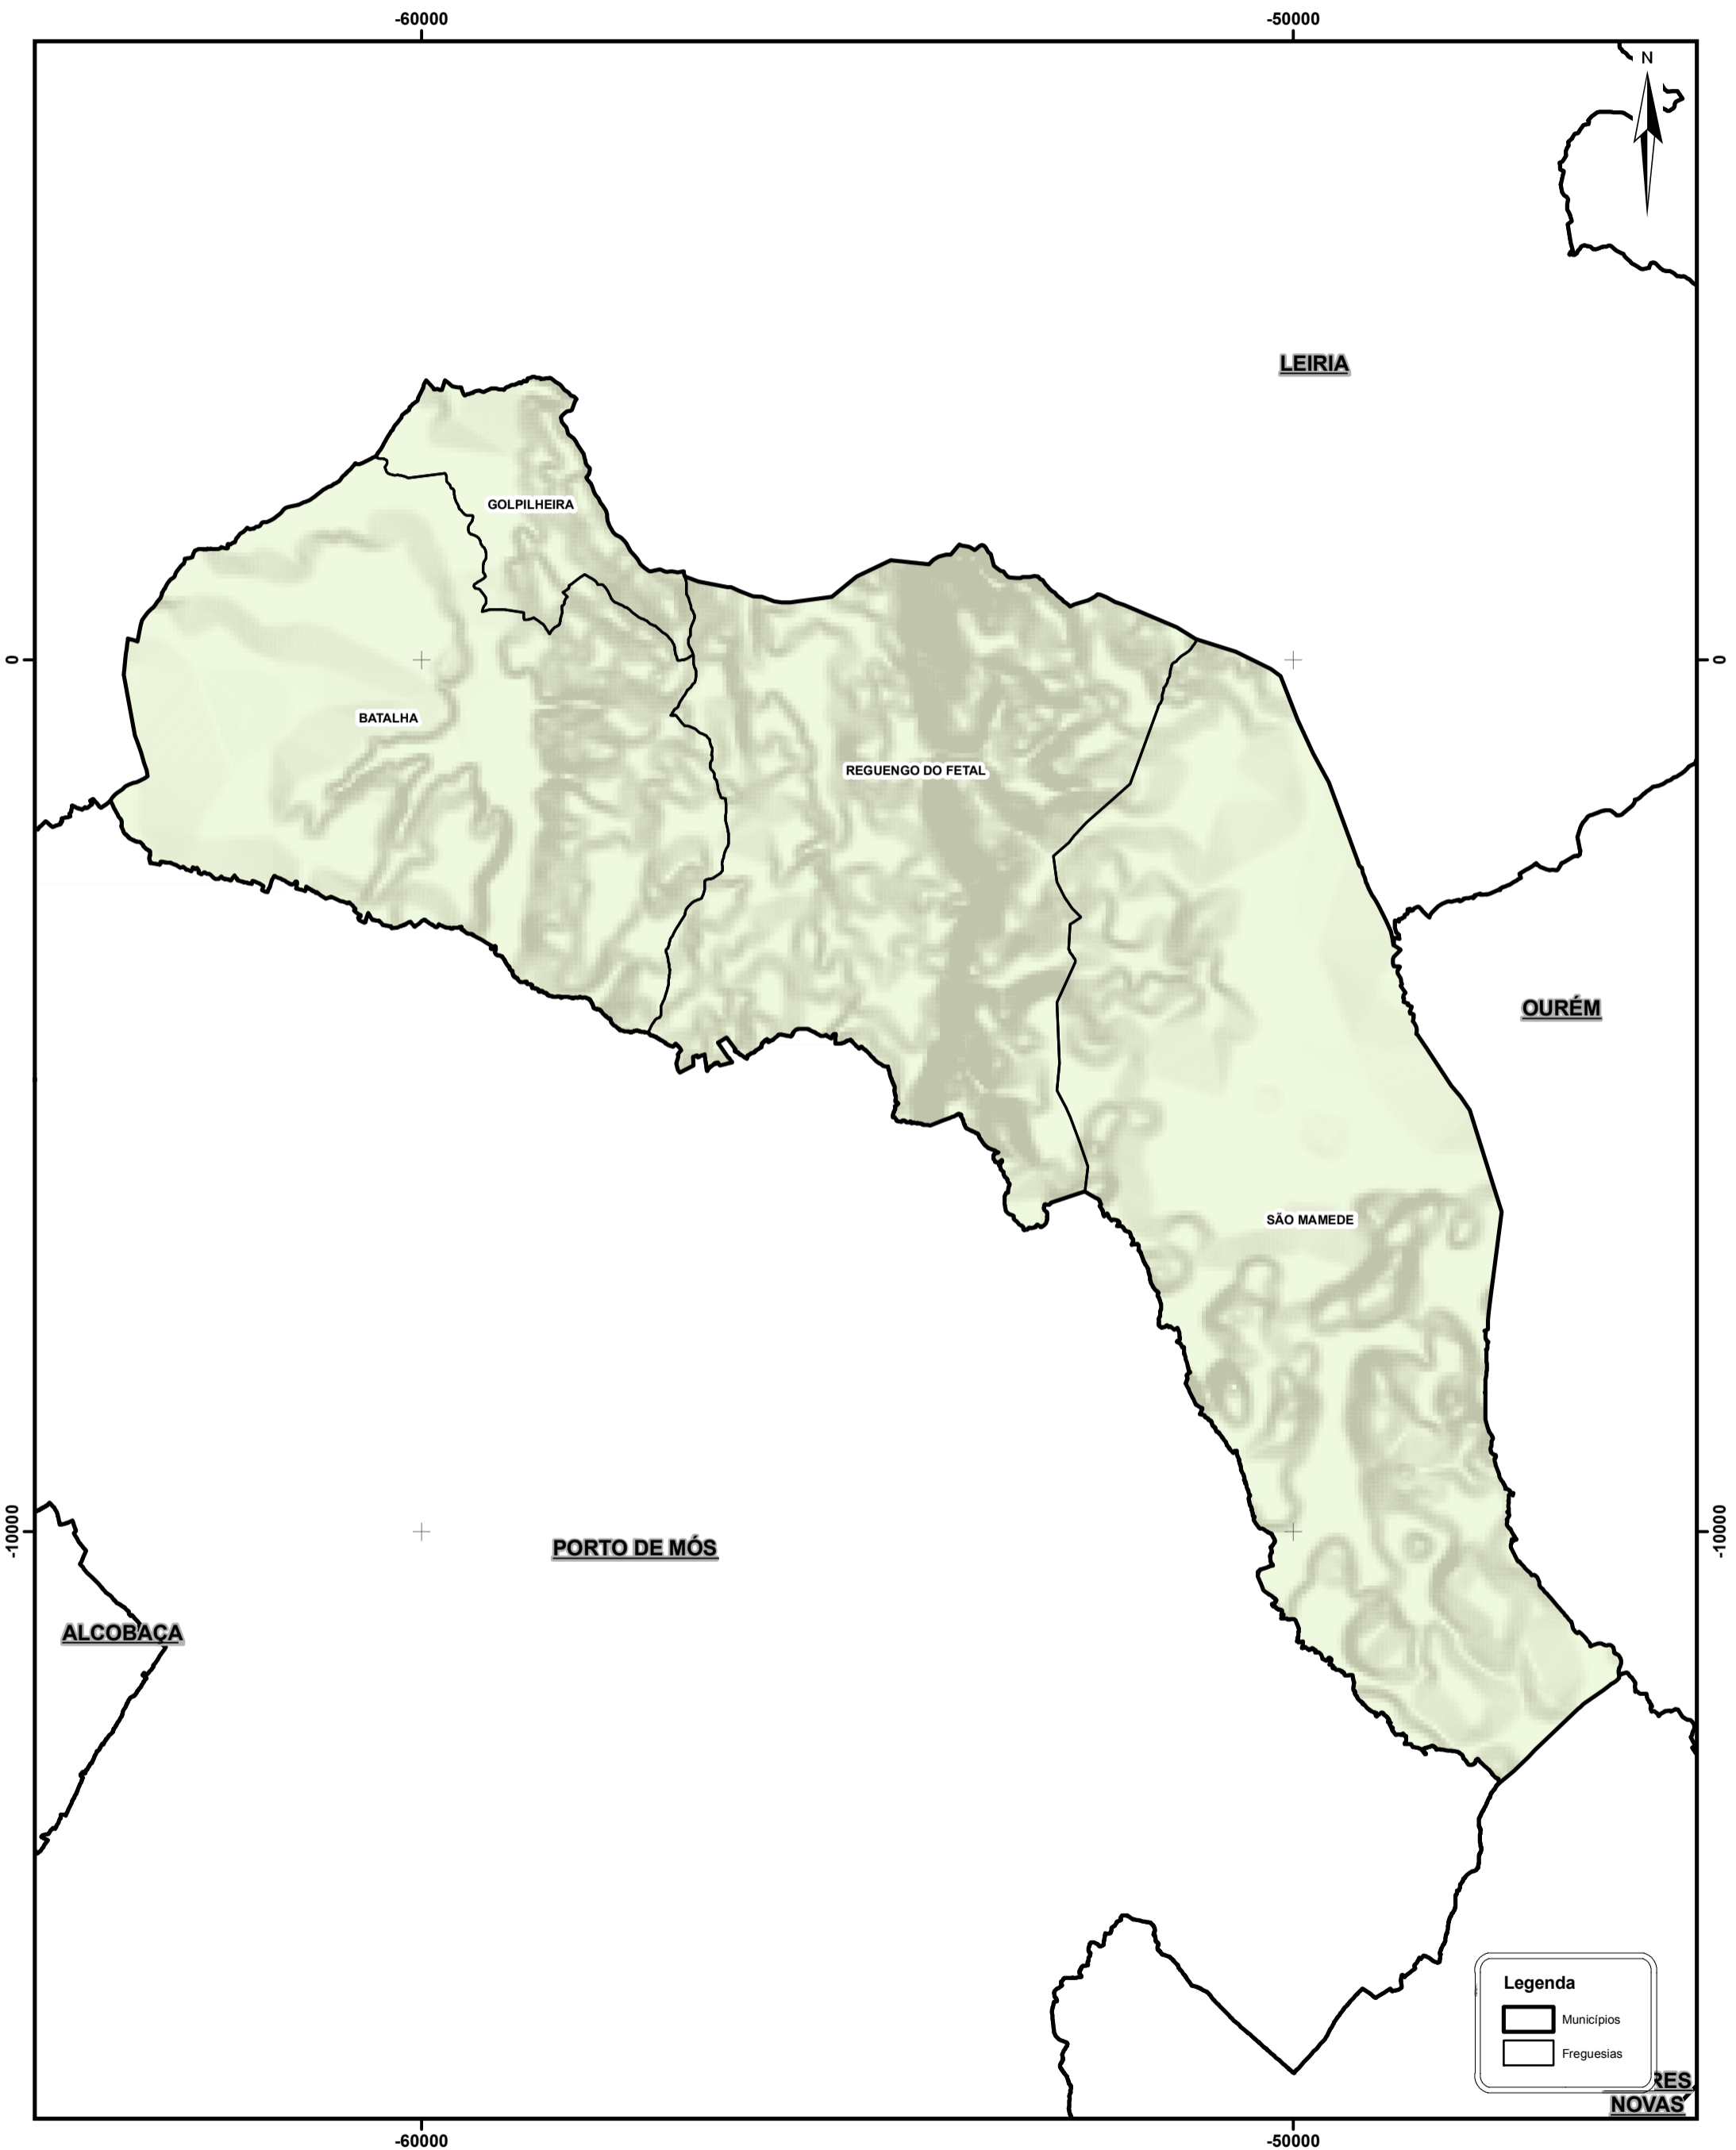 -60000
-50000
N
LEIRIA
GOLPILHEIRA
0
0
BATALHA
REGUENGO DO FETAL
OURÉM
SÃO MAMEDE
-10000
-10000
PORTO DE MÓS
ALCOBAÇA
Legenda
Municípios
Freguesias
RES
NOVAS
-60000
-50000